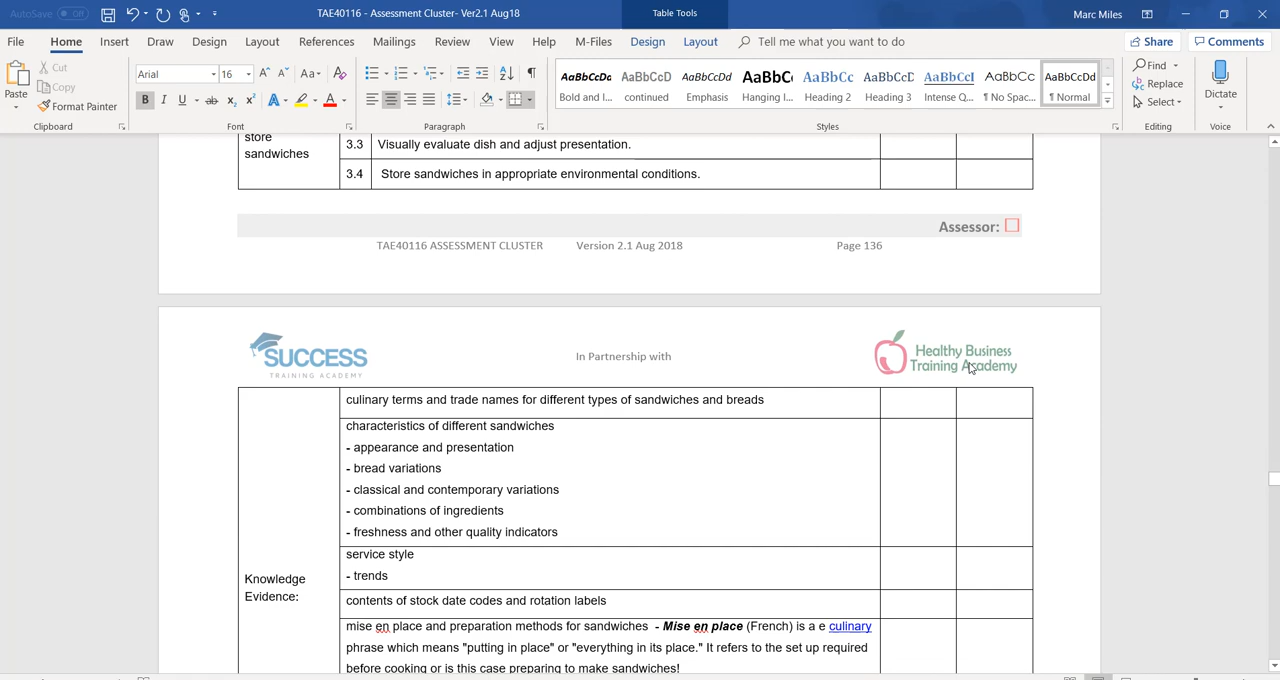 AutoSave Off
TAE40116 - Assessment Cluster- Ver2.1 Aug18
Table Tools
Marc Miles
File Home Insert Draw Design Layout References Mailings Review View Help M-Files Design Layout Tell me what you want to do Share Comments
Paste Cut Copy Format Painter
Arial 16
AaBbCcDc AaBbCcD AaBbCcDd AaBbCc AaBbCc AaBbCcD AaBbCcI AaBbCc AaBbCcDd
Bold and I... continued Emphasis Hanging I... Heading 2 Heading 3 Intense Q... ¶ No Spac... ¶ Normal
Find Replace Select Dictate
Clipboard Font Paragraph Styles Editing Voice
store
sandwiches
3.3 Visually evaluate dish and adjust presentation.
3.4 Store sandwiches in appropriate environmental conditions.
Assessor:
TAE40116 ASSESSMENT CLUSTER Version 2.1 Aug 2018 Page 136
SUCCESS
TRAINING ACADEMY
In Partnership with
Healthy Business
Training Academy
Knowledge
Evidence:
culinary terms and trade names for different types of sandwiches and breads
characteristics of different sandwiches
- appearance and presentation
- bread variations
- classical and contemporary variations
- combinations of ingredients
- freshness and other quality indicators
service style
- trends
contents of stock date codes and rotation labels
mise en place and preparation methods for sandwiches - Mise en place (French) is a e culinary
phrase which means "putting in place" or "everything in its place." It refers to the set up required
before cooking or is this case preparing to make sandwiches!